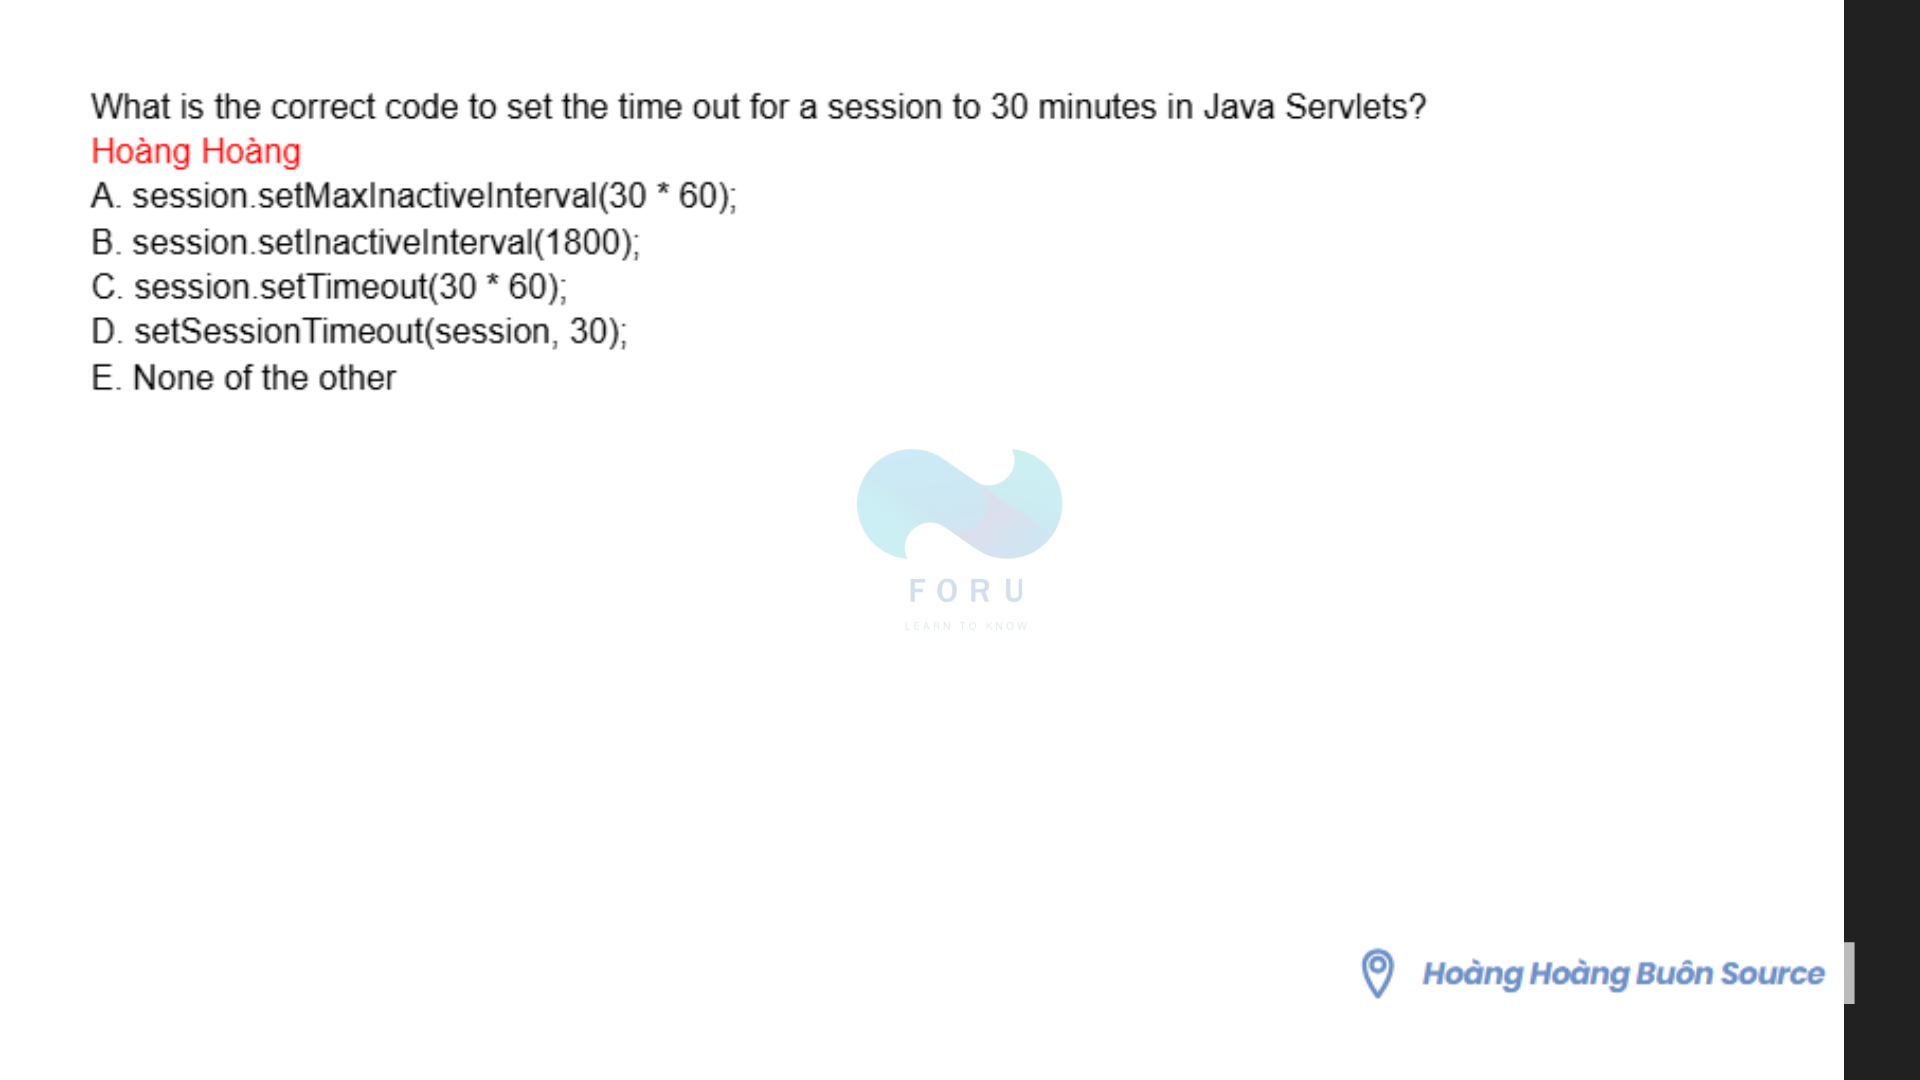 What is the correct code to set the time out for a session to 30 minutes in Java Servlets?
Hoàng Hoàng
A. session.setMaxInactiveInterval(30 * 60);
B. session.setInactiveInterval(1800);
C. session.setTimeout(30 * 60);
D. setSessionTimeout(session, 30);
E. None of the other
FORU
LEARN TO KNOW
Hoàng Hoàng Buôn Source